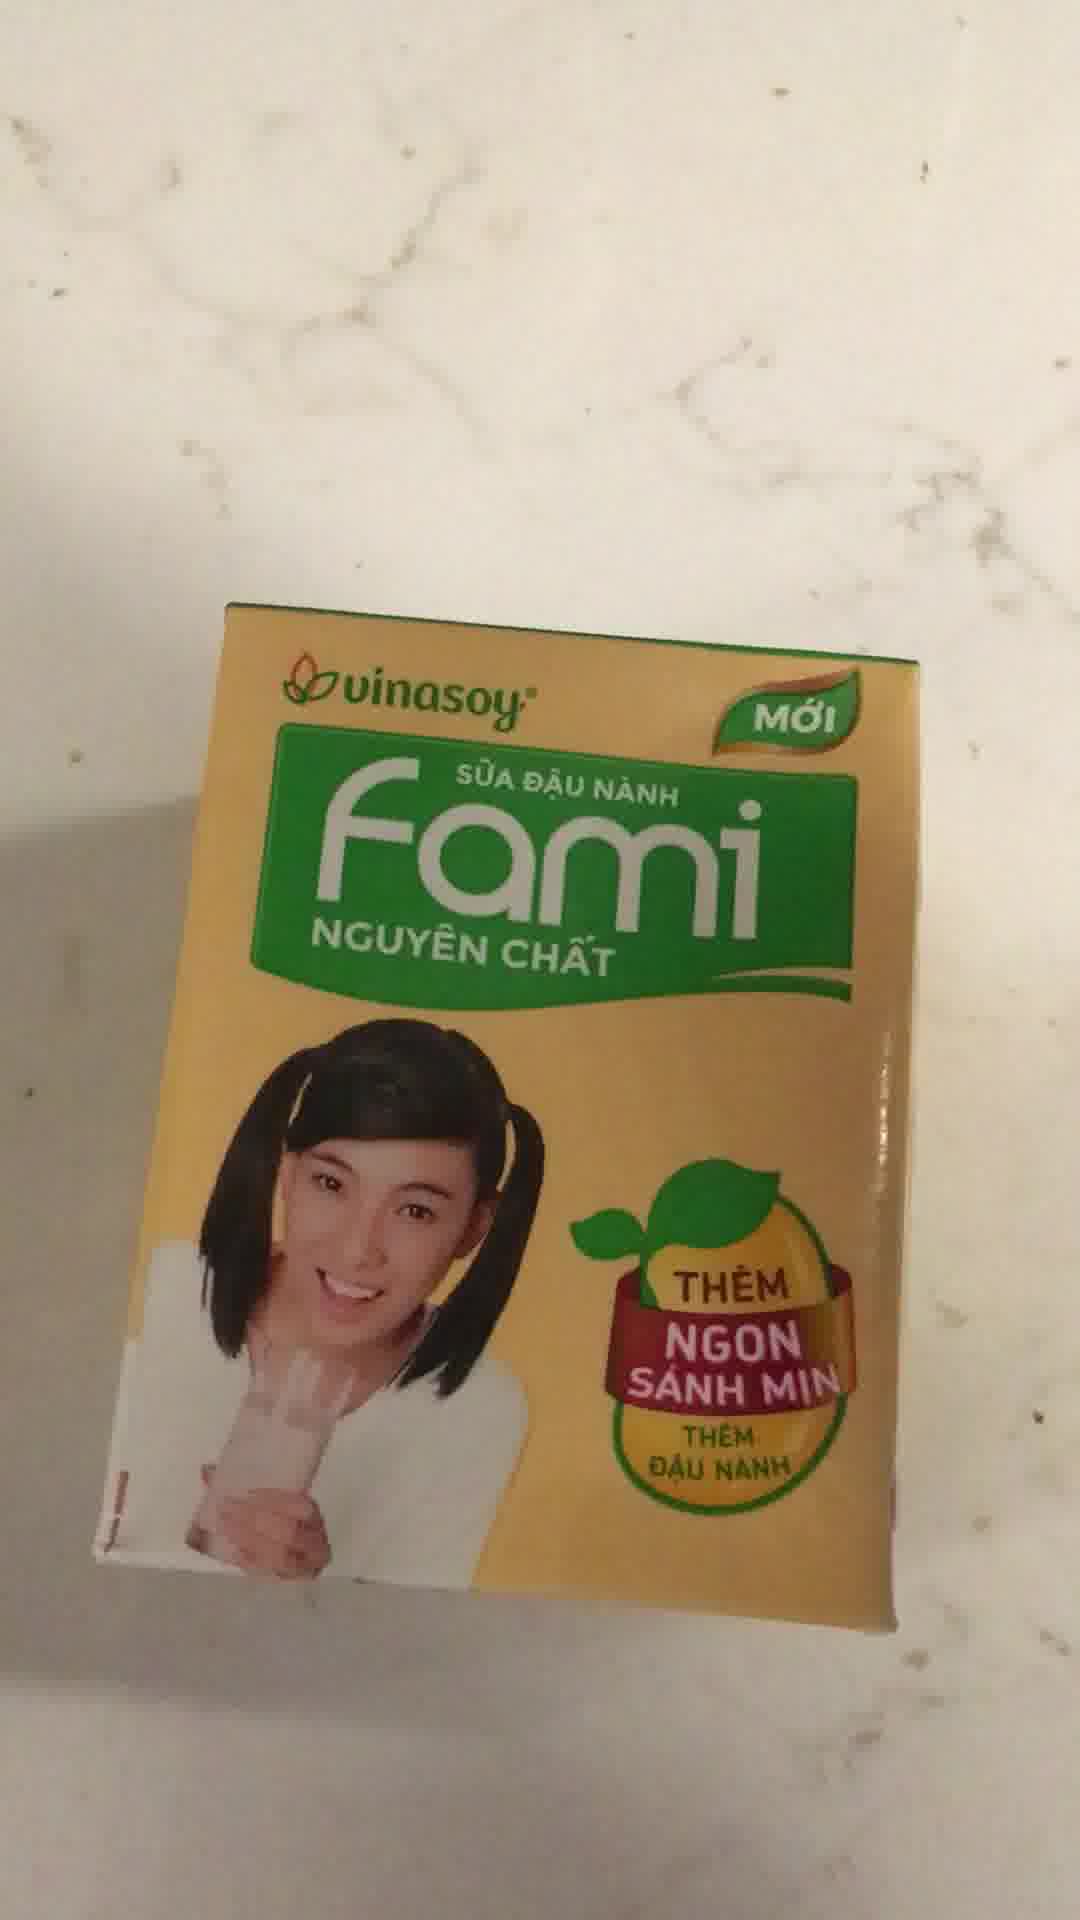 vinasoy®
MỚI
SỮA ĐẬU NÀNH
Fami
NGUYÊN CHẤT
THÊM
NGON
SÁNH MỊN
THÊM
ĐẬU NÀNH